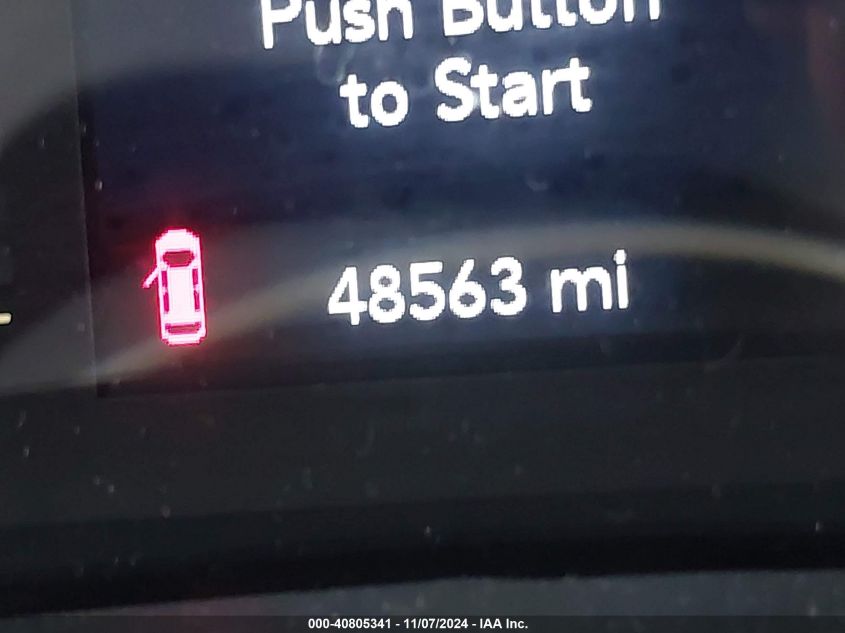 Push Button
to Start
48563 mi
000-40805341 - 11/07/2024 - IAA Inc.